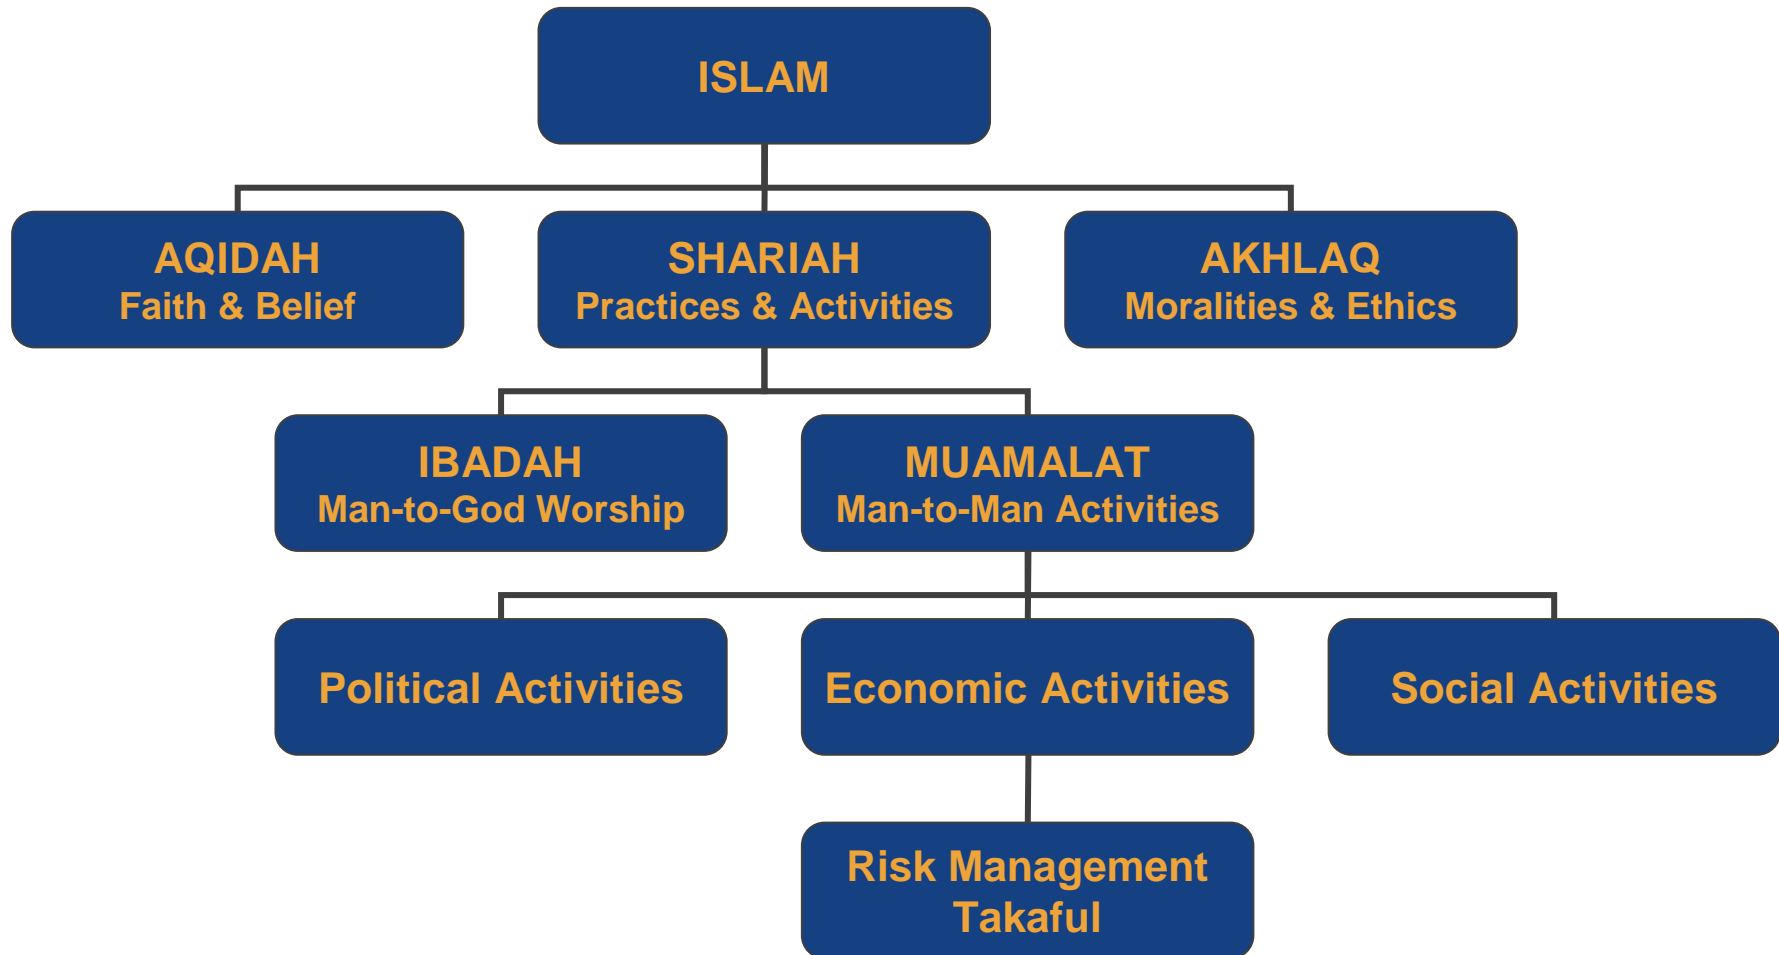 ISLAM
AQIDAH
Faith & Belief
SHARIAH
Practices & Activities
AKHLAQ
Moralities & Ethics
IBADAH
Man-to-God Worship
MUAMALAT
Man-to-Man Activities
Political Activities
Economic Activities
Social Activities
Risk Management
Takaful